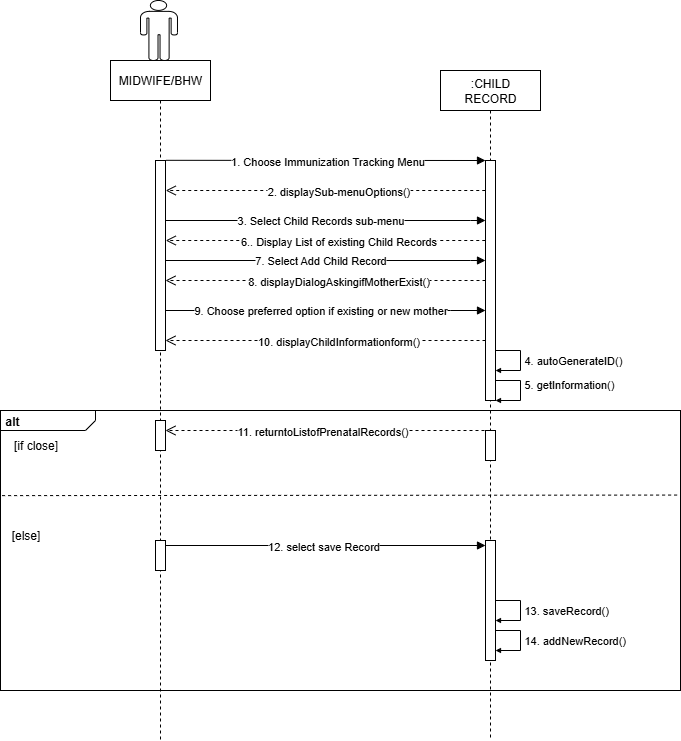 MIDWIFE/BHW
:CHILD
RECORD
1. Choose Immunization Tracking Menu
2. displaySub-menuOptions()
3. Select Child Records sub-menu
6.. Display List of existing Child Records
7. Select Add Child Record
8. displayDialogAskingifMotherExist()
9. Choose preferred option if existing or new mother
10. displayChildInformationform()
4. autoGenerateID()
5. getInformation()
alt
[if close]
11. returntoListofPrenatalRecords()
[else]
12. select save Record
13. saveRecord()
14. addNewRecord()